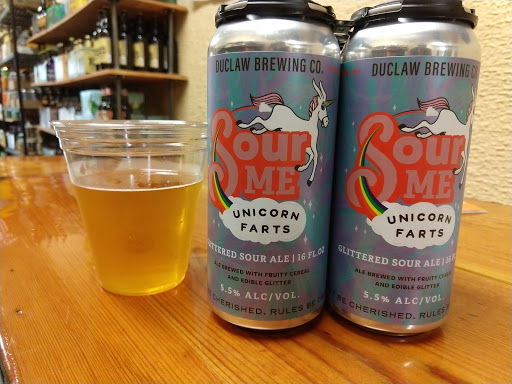 DUCLAW BREWING CO.
Sour
ME
UNICORN
FARTS
GLITTERED SOUR ALE | 16 FL.OZ
ALE BREWED WITH FRUITY CEREAL
AND EDIBLE GLITTER
5.5% ALC/VOL.
BE CHERISHED. RULES BE
DUCLAW BREWING CO.
Sour
ME
UNICORN
FARTS
GLITTERED SOUR ALE | 16 F
ALE BREWED WITH FRUITY CEREAL
AND EDIBLE GLITTER
5.5% ALC/VOL.
BE CHERISHED. RULES